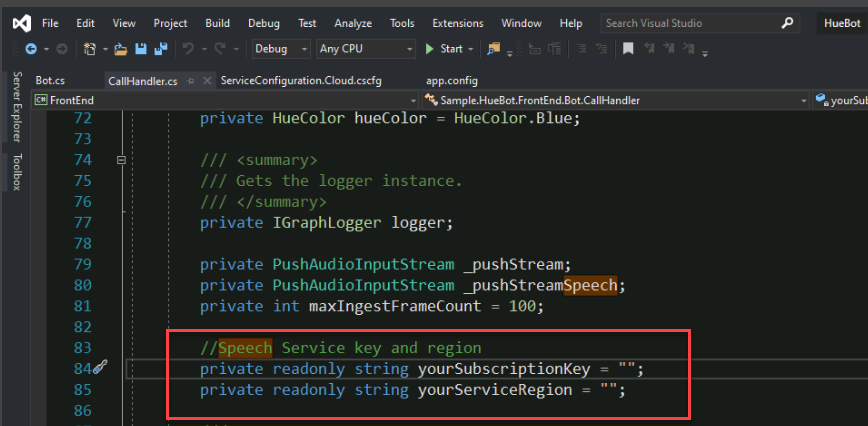 File Edit View Project Build Debug Test Analyze Tools Extensions Window Help Search Visual Studio HueBot
Debug Any CPU Start
Bot.cs CallHandler.cs ServiceConfiguration.Cloud.cscfg app.config
Server Explorer
Toolbox
C# FrontEnd Sample.HueBot.FrontEnd.Bot.CallHandler yourSub
72 private HueColor hueColor = HueColor.Blue;
73
74 /// <summary>
75 /// Gets the logger instance.
76 /// </summary>
77 private IGraphLogger logger;
78
79 private PushAudioInputStream _pushStream;
80 private PushAudioInputStream _pushStreamSpeech;
81 private int maxIngestFrameCount = 100;
82
83 //Speech Service key and region
84 private readonly string yourSubscriptionKey = "";
85 private readonly string yourServiceRegion = "";
86